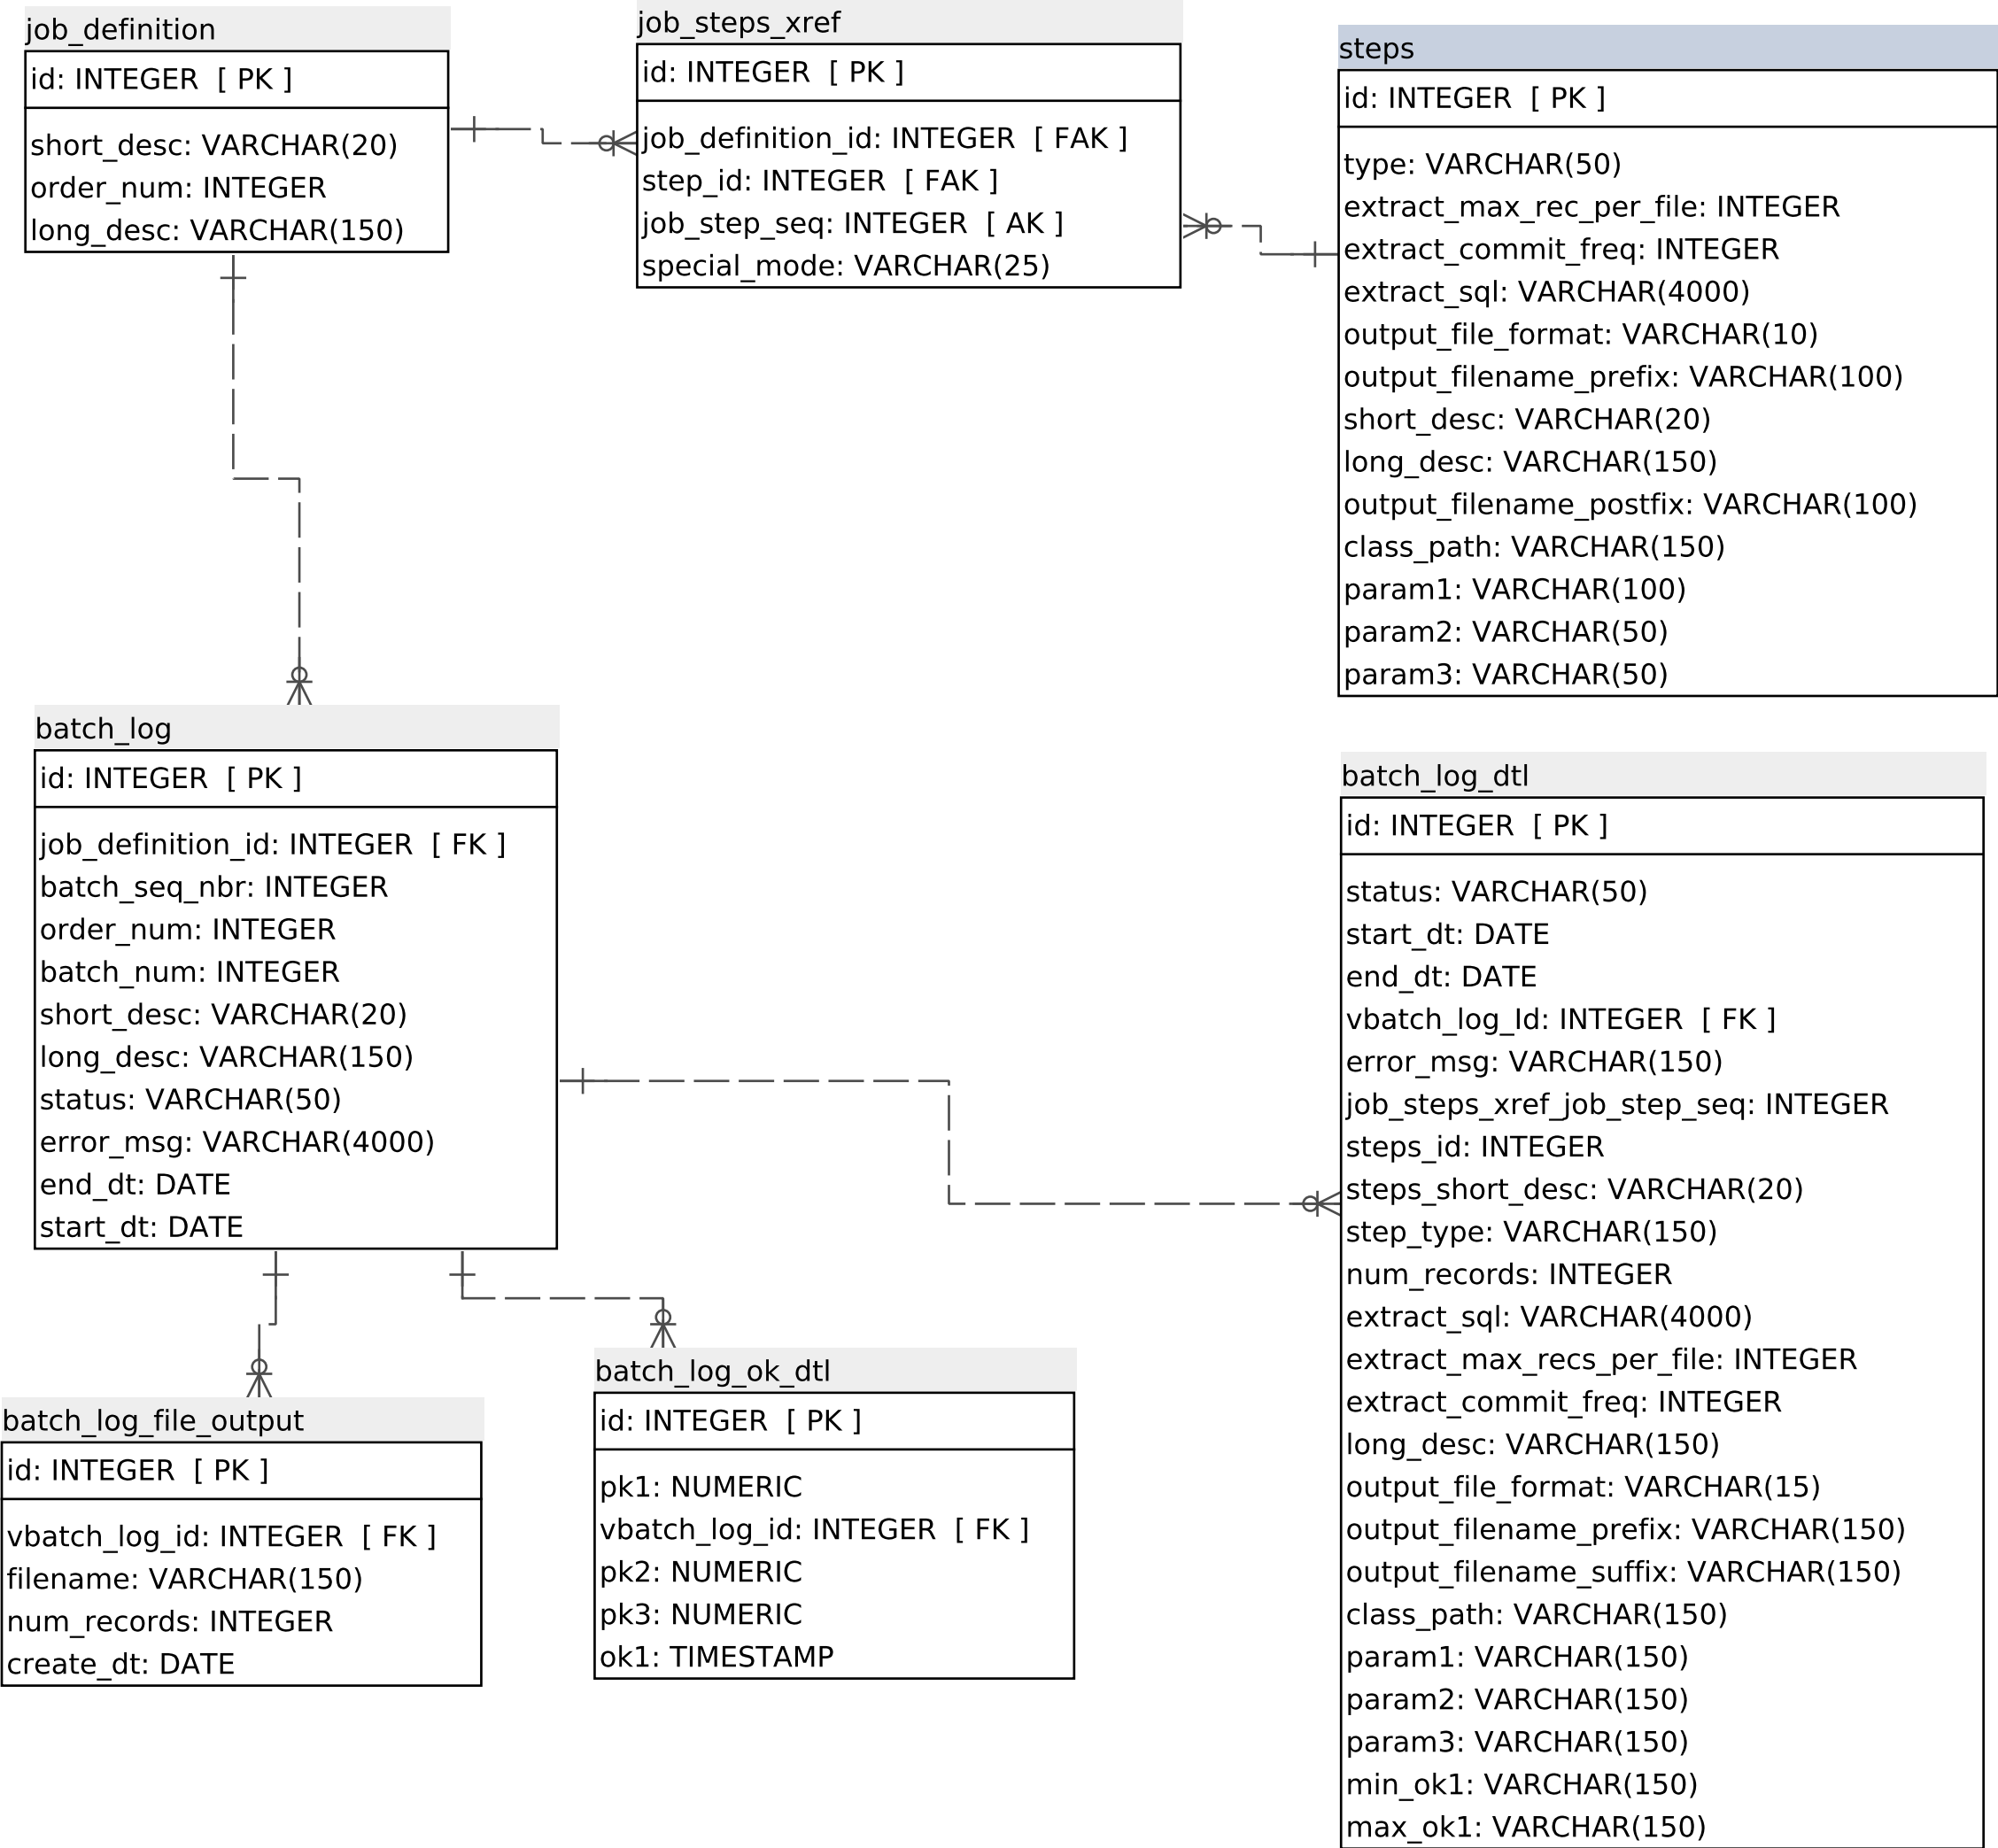 job_definition
id: INTEGER  [ PK ]
short_desc: VARCHAR(20)
order_num: INTEGER
long_desc: VARCHAR(150)
job_steps_xref
id: INTEGER  [ PK ]
job_definition_id: INTEGER  [ FAK ]
step_id: INTEGER  [ FAK ]
job_step_seq: INTEGER  [ AK ]
special_mode: VARCHAR(25)
steps
id: INTEGER  [ PK ]
type: VARCHAR(50)
extract_max_rec_per_file: INTEGER
extract_commit_freq: INTEGER
extract_sql: VARCHAR(4000)
output_file_format: VARCHAR(10)
output_filename_prefix: VARCHAR(100)
short_desc: VARCHAR(20)
long_desc: VARCHAR(150)
output_filename_postfix: VARCHAR(100)
class_path: VARCHAR(150)
param1: VARCHAR(100)
param2: VARCHAR(50)
param3: VARCHAR(50)
batch_log
id: INTEGER  [ PK ]
job_definition_id: INTEGER  [ FK ]
batch_seq_nbr: INTEGER
order_num: INTEGER
batch_num: INTEGER
short_desc: VARCHAR(20)
long_desc: VARCHAR(150)
status: VARCHAR(50)
error_msg: VARCHAR(4000)
end_dt: DATE
start_dt: DATE
batch_log_dtl
id: INTEGER  [ PK ]
status: VARCHAR(50)
start_dt: DATE
end_dt: DATE
vbatch_log_Id: INTEGER  [ FK ]
error_msg: VARCHAR(150)
job_steps_xref_job_step_seq: INTEGER
steps_id: INTEGER
steps_short_desc: VARCHAR(20)
step_type: VARCHAR(150)
num_records: INTEGER
extract_sql: VARCHAR(4000)
extract_max_recs_per_file: INTEGER
extract_commit_freq: INTEGER
long_desc: VARCHAR(150)
output_file_format: VARCHAR(15)
output_filename_prefix: VARCHAR(150)
output_filename_suffix: VARCHAR(150)
class_path: VARCHAR(150)
param1: VARCHAR(150)
param2: VARCHAR(150)
param3: VARCHAR(150)
min_ok1: VARCHAR(150)
max_ok1: VARCHAR(150)
batch_log_file_output
id: INTEGER  [ PK ]
vbatch_log_id: INTEGER  [ FK ]
filename: VARCHAR(150)
num_records: INTEGER
create_dt: DATE
batch_log_ok_dtl
id: INTEGER  [ PK ]
pk1: NUMERIC
vbatch_log_id: INTEGER  [ FK ]
pk2: NUMERIC
pk3: NUMERIC
ok1: TIMESTAMP